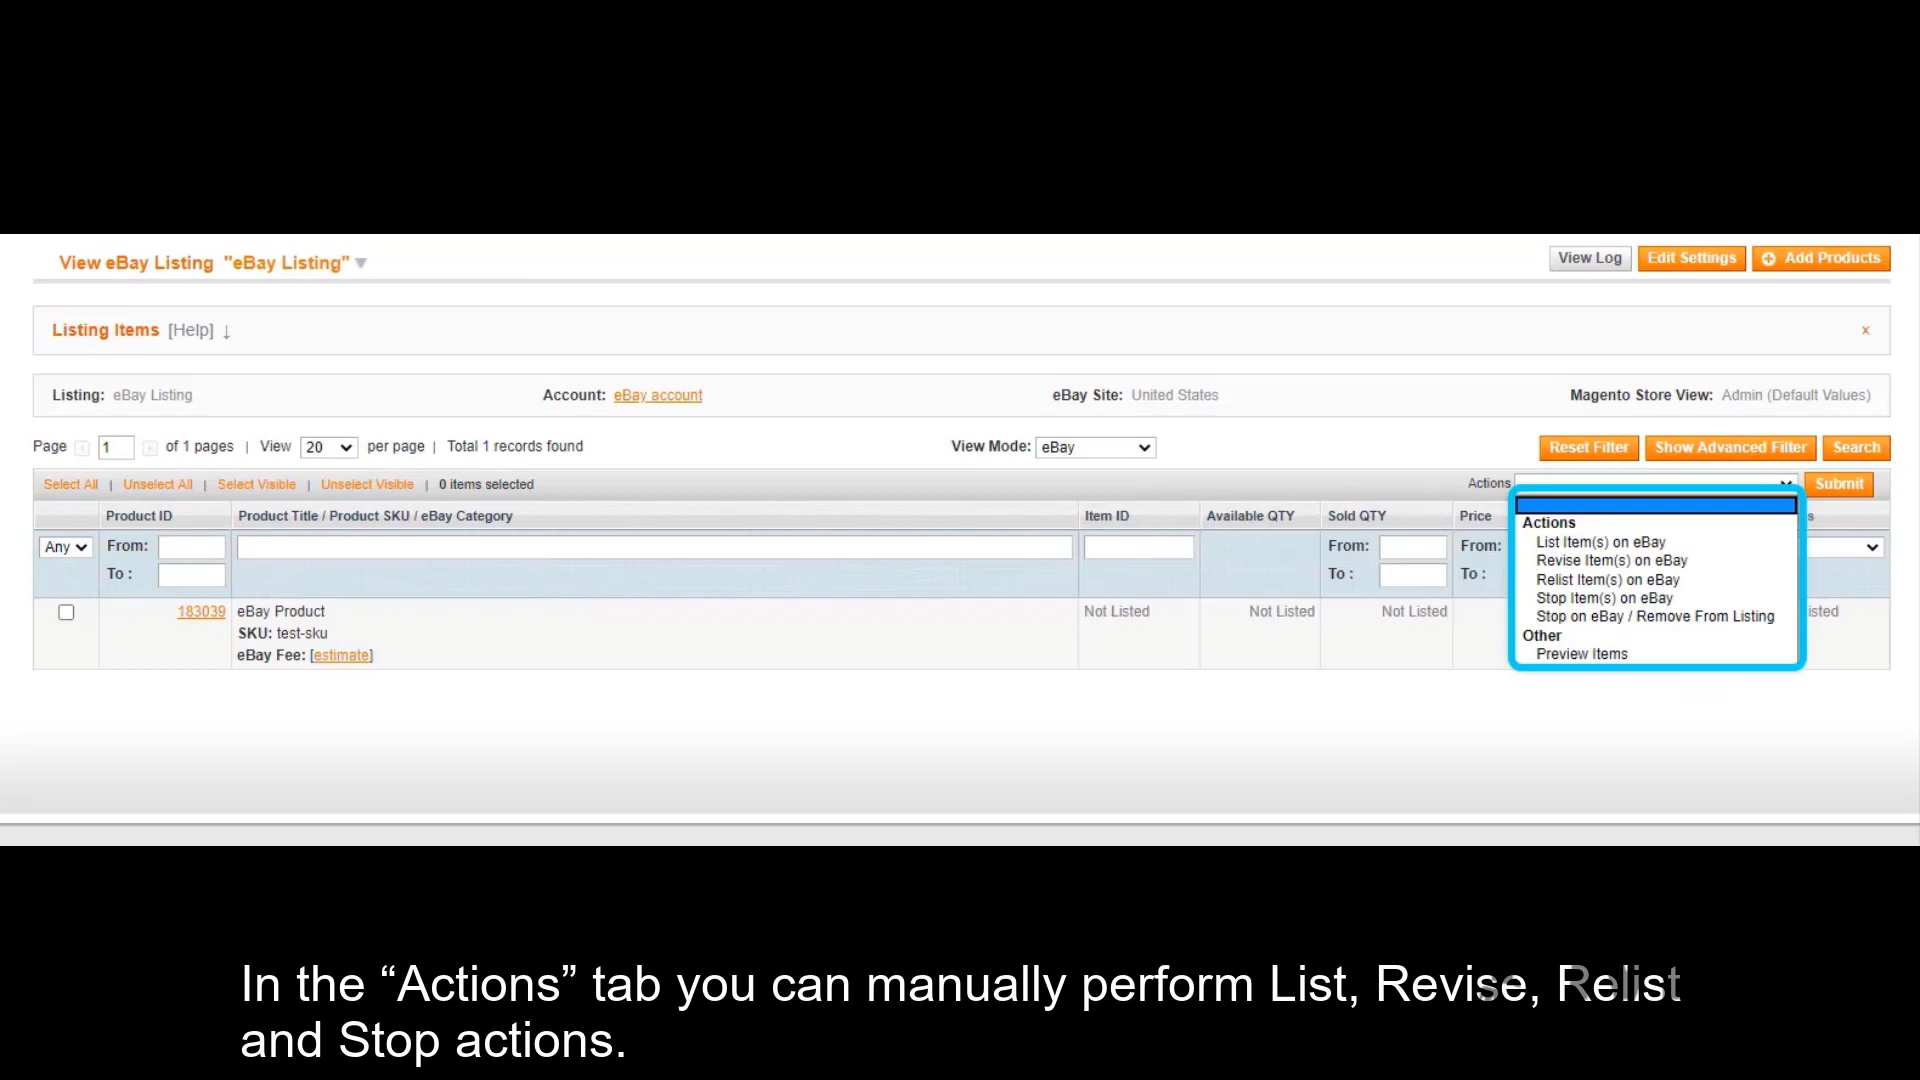 View eBay Listing "eBay Listing"
View Log
Edit Settings
Add Products
Listing Items [Help] ↓
x
Listing: eBay Listing
Account: eBay account
eBay Site: United States
Magento Store View: Admin (Default Values)
Page 1 of 1 pages | View 20 per page | Total 1 records found
View Mode: eBay
Reset Filter
Show Advanced Filter
Search
Select All | Unselect All | Select Visible | Unselect Visible | 0 items selected
Actions
Submit
Product ID
Product Title / Product SKU / eBay Category
Item ID
Available QTY
Sold QTY
Price
Any
From:
To :
From:
To :
From:
To :
183039
eBay Product
SKU: test-sku
eBay Fee: [estimate]
Not Listed
Not Listed
Not Listed
Actions
List Item(s) on eBay
Revise Item(s) on eBay
Relist Item(s) on eBay
Stop Item(s) on eBay
Stop on eBay / Remove From Listing
Other
Preview Items
In the “Actions” tab you can manually perform List, Revise, Relist
and Stop actions.